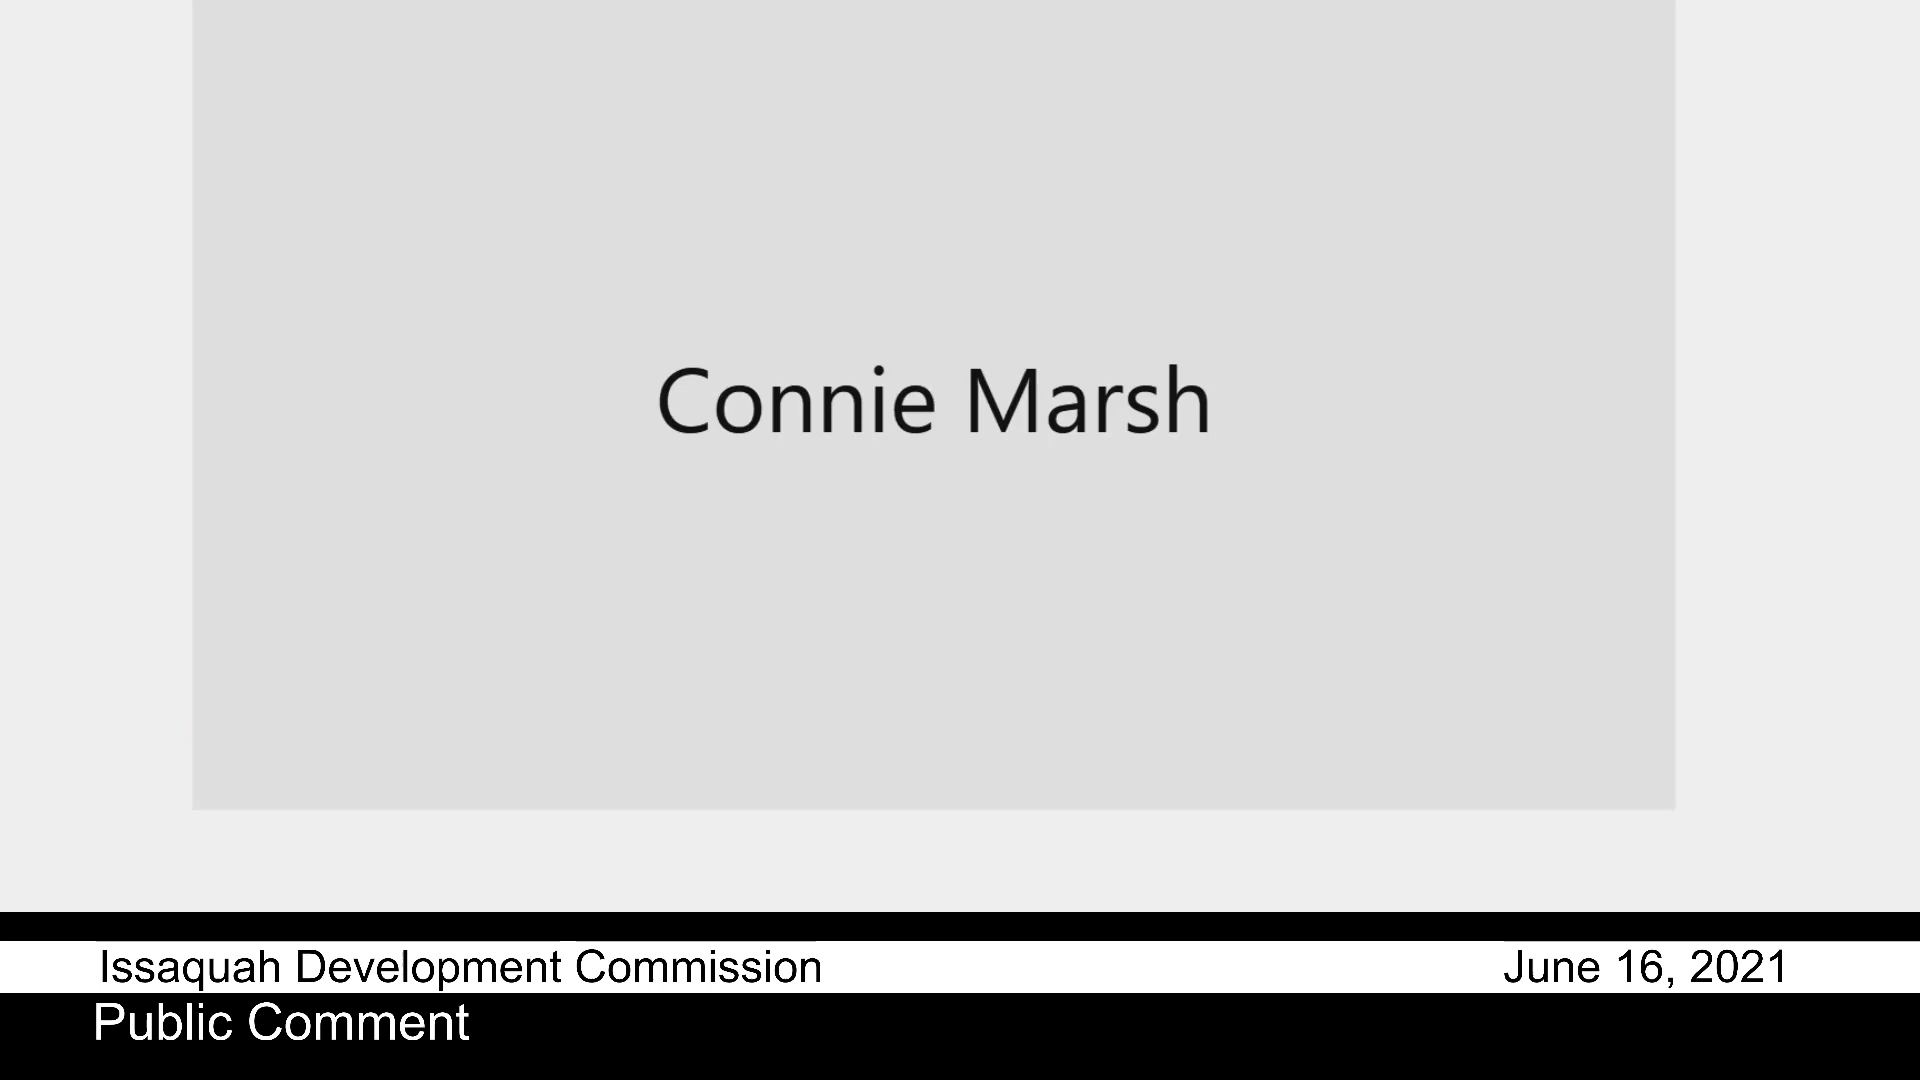 Connie Marsh
Issaquah Development Commission June 16, 2021
Public Comment